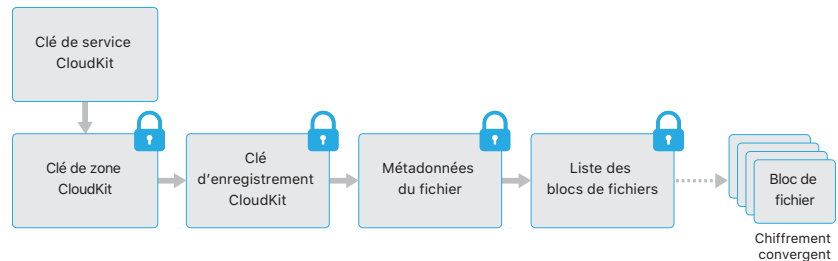 Clé de service
CloudKit
Clé de zone
CloudKit
Clé
d’enregistrement
CloudKit
Métadonnées
du fichier
Liste des
blocs de fichiers
Bloc de
fichier
Chiffrement
convergent